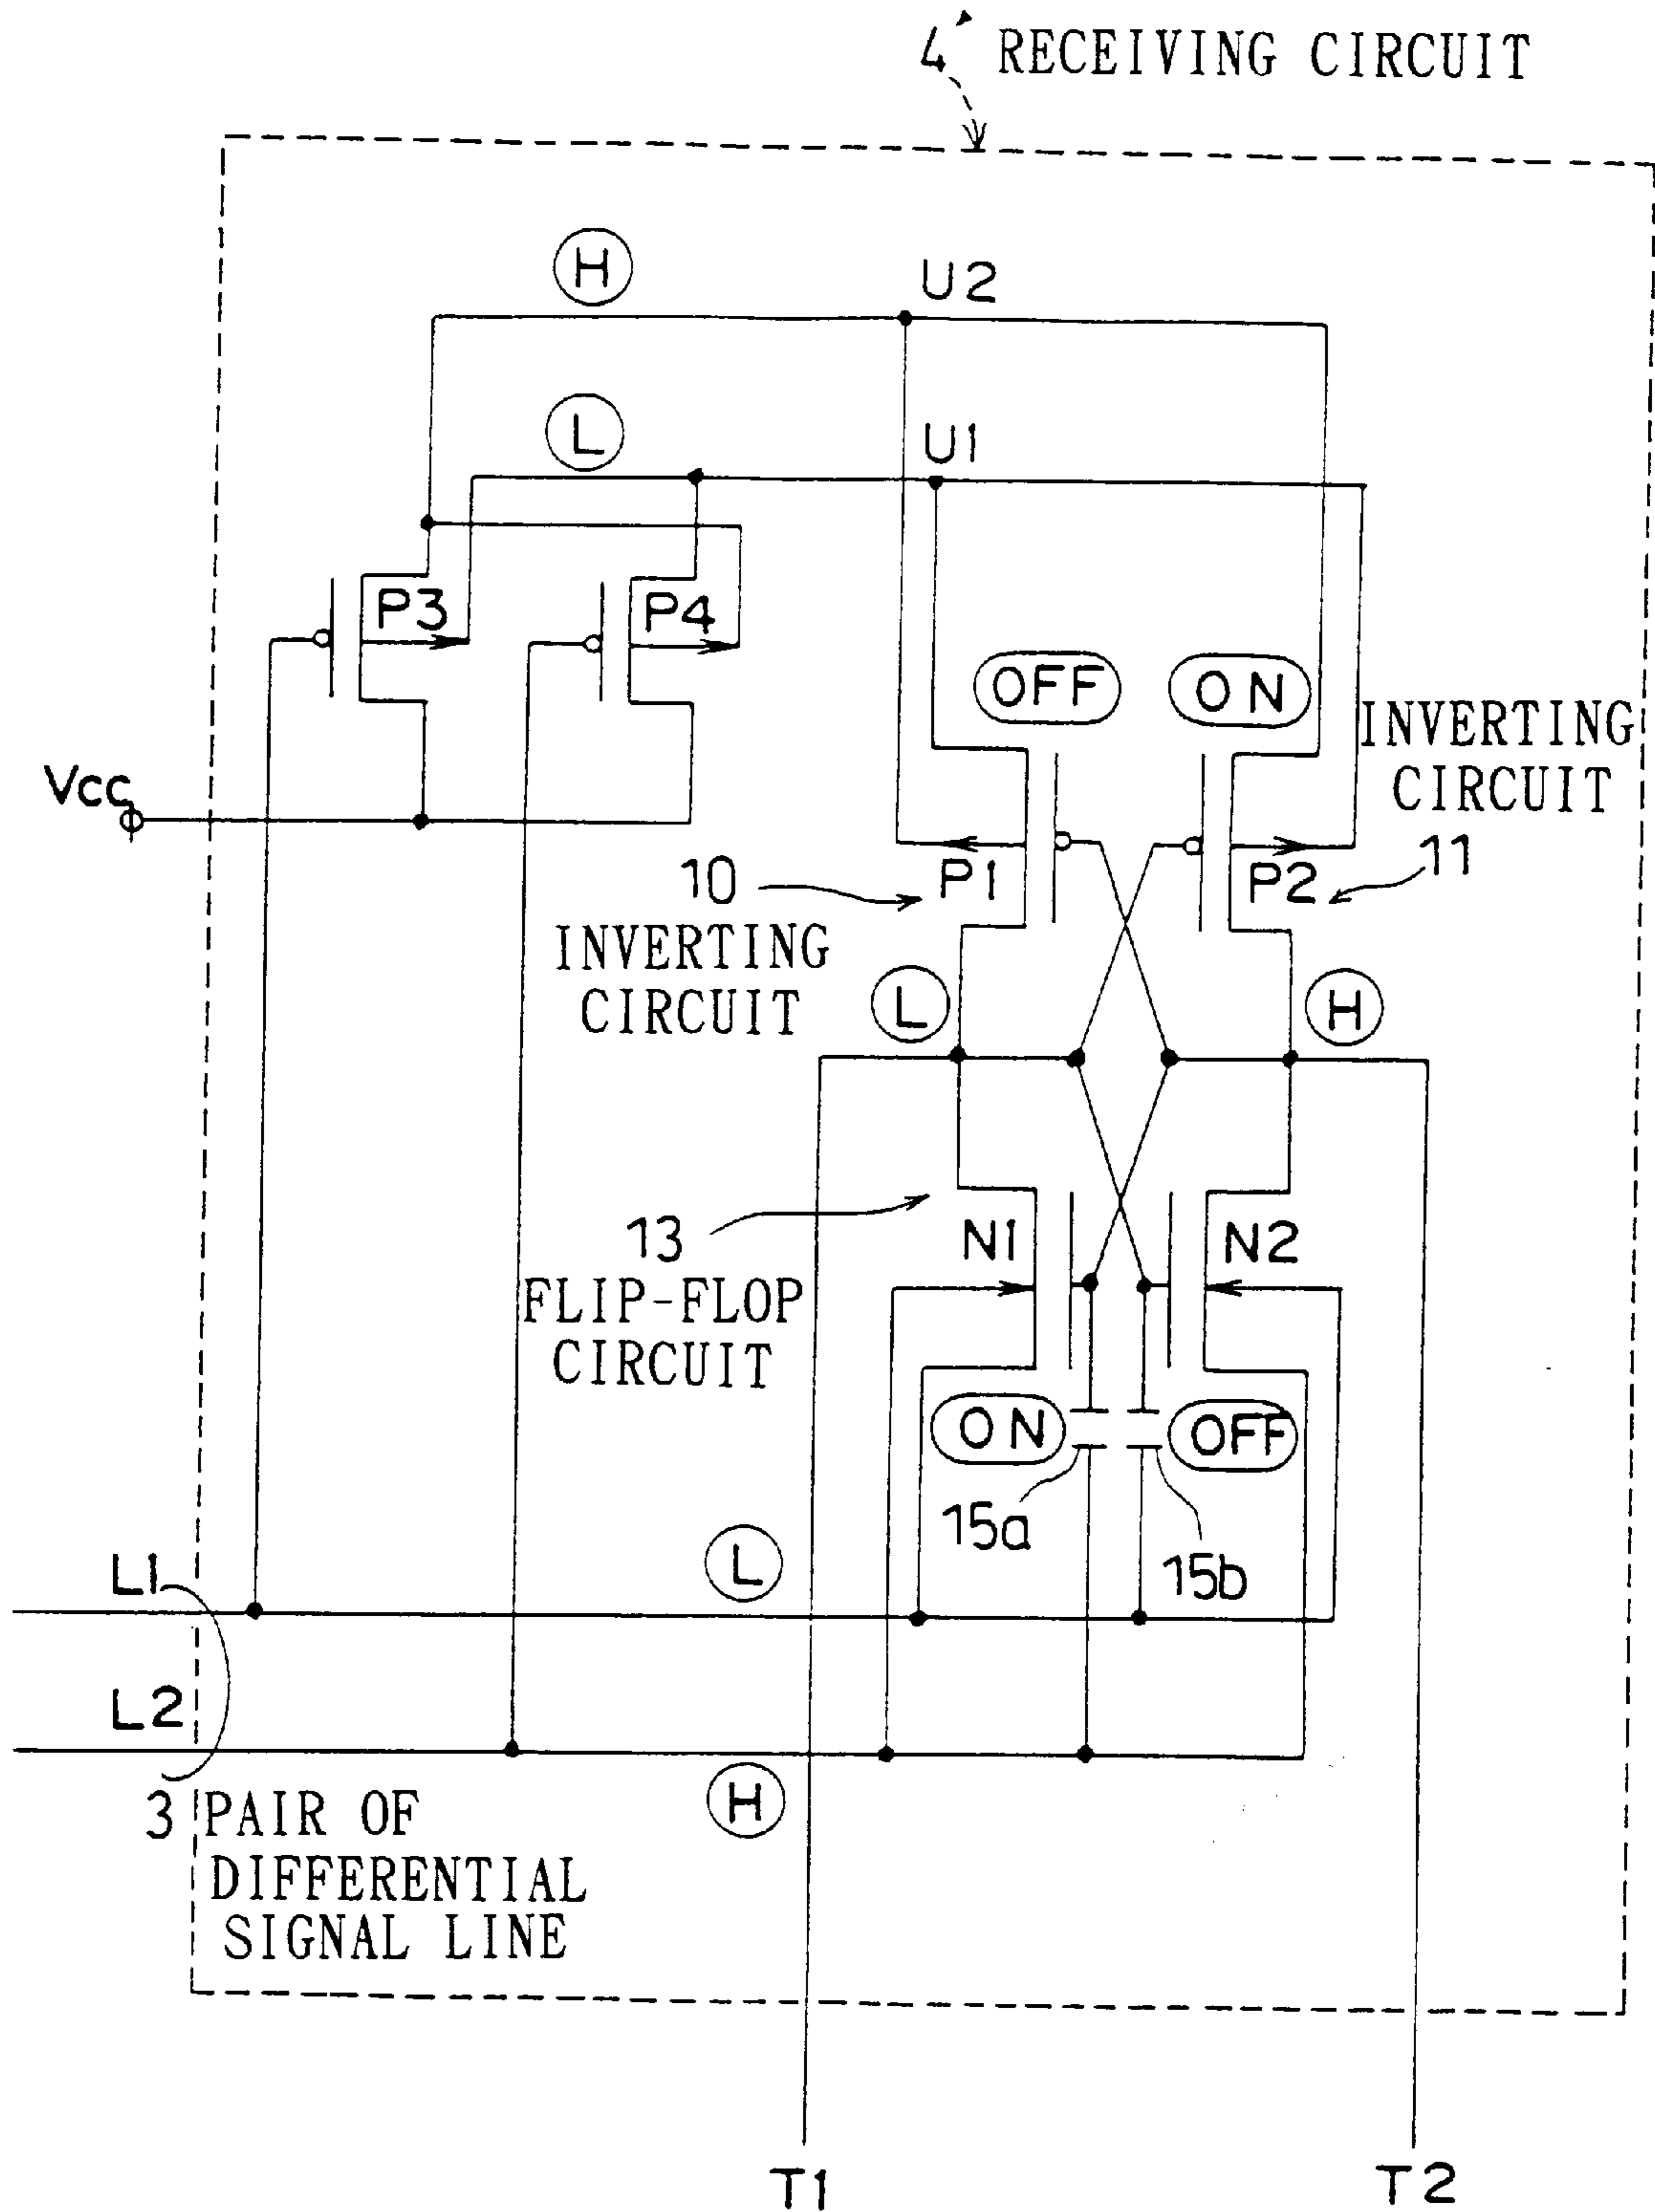 4' RECEIVING CIRCUIT
H
U2
L
U1
P3
P4
OFF
ON
INVERTING
CIRCUIT
Vcc
11
P1
P2
10
INVERTING
CIRCUIT
L
H
13
FLIP-FLOP
CIRCUIT
N1
N2
ON
OFF
15a
15b
L1
L
L2
H
3 PAIR OF
DIFFERENTIAL
SIGNAL LINE
T1
T2